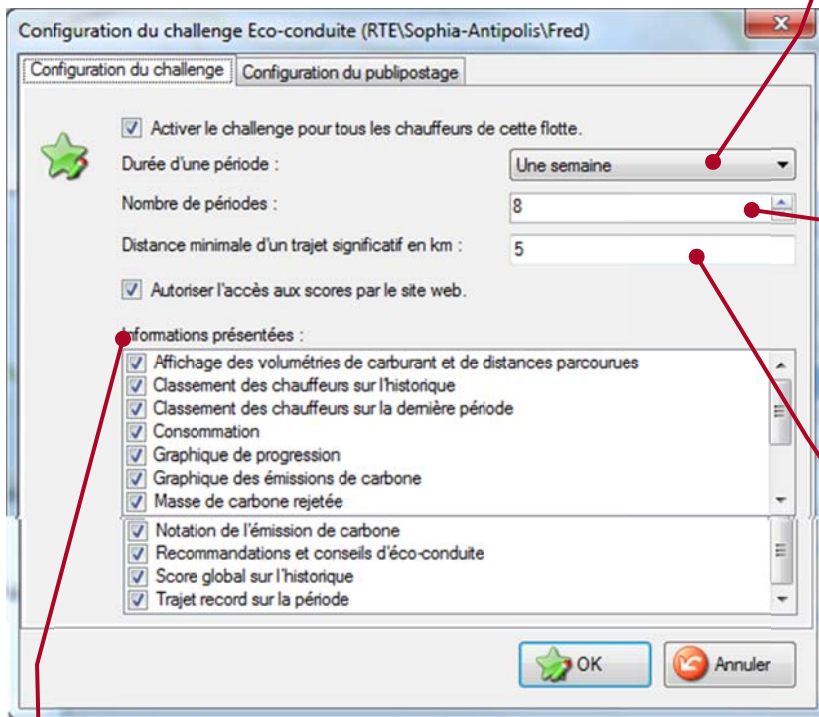 Configuration du challenge Eco-conduite (RTE\Sophia-Antipolis\Fred)
Configuration du challenge Configuration du publipostage
Activer le challenge pour tous les chauffeurs de cette flotte.
Durée d'une période : Une semaine
Nombre de périodes : 8
Distance minimale d'un trajet significatif en km : 5
Autoriser l'accès aux scores par le site web.
Informations présentées :
Affichage des volumétries de carburant et de distances parcourues
Classement des chauffeurs sur l'historique
Classement des chauffeurs sur la dernière période
Consommation
Graphique de progression
Graphique des émissions de carbone
Masse de carbone rejetée
Notation de l'émission de carbone
Recommandations et conseils d'éco-conduite
Score global sur l'historique
Trajet record sur la période
OK Annuler